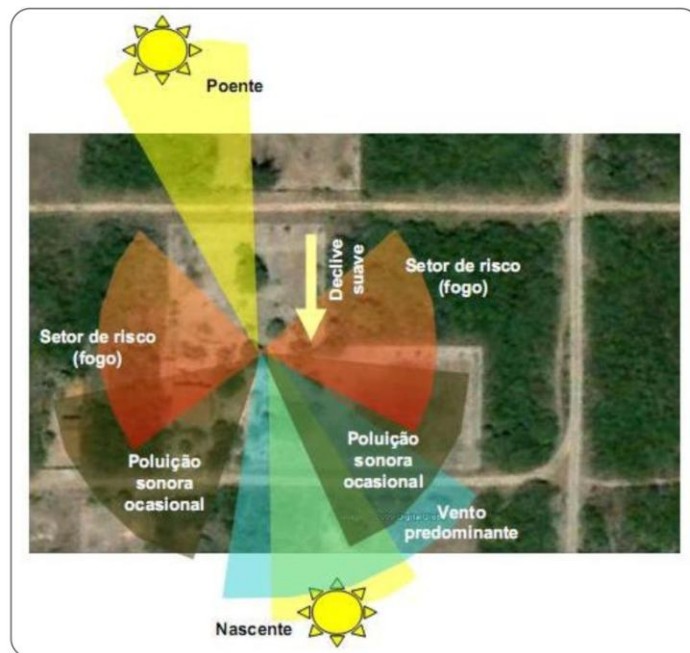 Poente
Declive
suave
Setor de risco
(fogo)
Setor de risco
(fogo)
Poluição
sonora
ocasional
Poluição
sonora
ocasional
Vento
predominante
Nascente